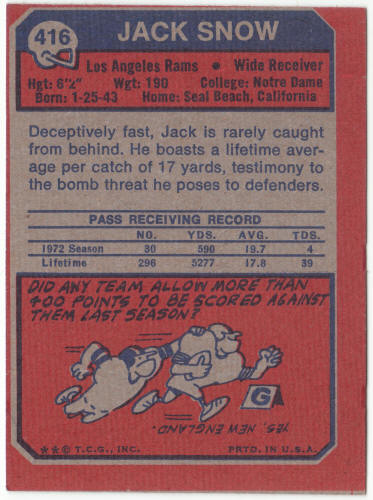 416 JACK SNOW
Los Angeles Rams • Wide Receiver
Hgt: 6'2" Wgt: 190 College: Notre Dame
Born: 1-25-43 Home: Seal Beach, California
Deceptively fast, Jack is rarely caught
from behind. He boasts a lifetime aver-
age per catch of 17 yards, testimony to
the bomb threat he poses to defenders.
PASS RECEIVING RECORD
NO. YDS. AVG. TDS.
1972 Season 30 590 19.7 4
Lifetime 296 5277 17.8 39
DID ANY TEAM ALLOW MORE THAN
400 POINTS TO BE SCORED AGAINST
THEM LAST SEASON?
G
YES, NEW ENGLAND.
**© T.C.G., INC. PRTD. IN U.S.A.